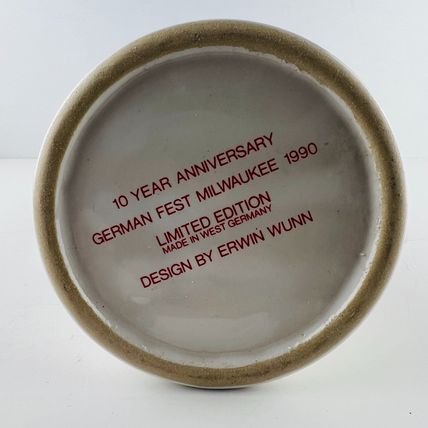 10 YEAR ANNIVERSARY
GERMAN FEST MILWAUKEE 1990
LIMITED EDITION
MADE IN WEST GERMANY
DESIGN BY ERWIN WUNN